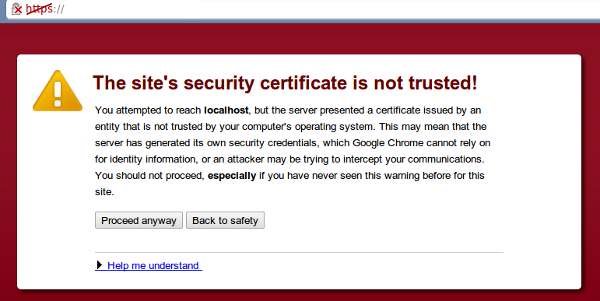 https://
The site's security certificate is not trusted!
You attempted to reach localhost, but the server presented a certificate issued by an
entity that is not trusted by your computer's operating system. This may mean that the
server has generated its own security credentials, which Google Chrome cannot rely on
for identity information, or an attacker may be trying to intercept your communications.
You should not proceed, especially if you have never seen this warning before for this
site.
Proceed anyway Back to safety
Help me understand